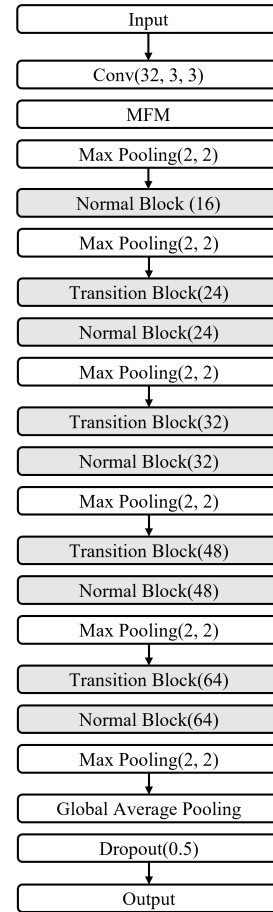 Input
Conv(32, 3, 3)
MFM
Max Pooling(2, 2)
Normal Block (16)
Max Pooling(2, 2)
Transition Block(24)
Normal Block(24)
Max Pooling(2, 2)
Transition Block(32)
Normal Block(32)
Max Pooling(2, 2)
Transition Block(48)
Normal Block(48)
Max Pooling(2, 2)
Transition Block(64)
Normal Block(64)
Max Pooling(2, 2)
Global Average Pooling
Dropout(0.5)
Output